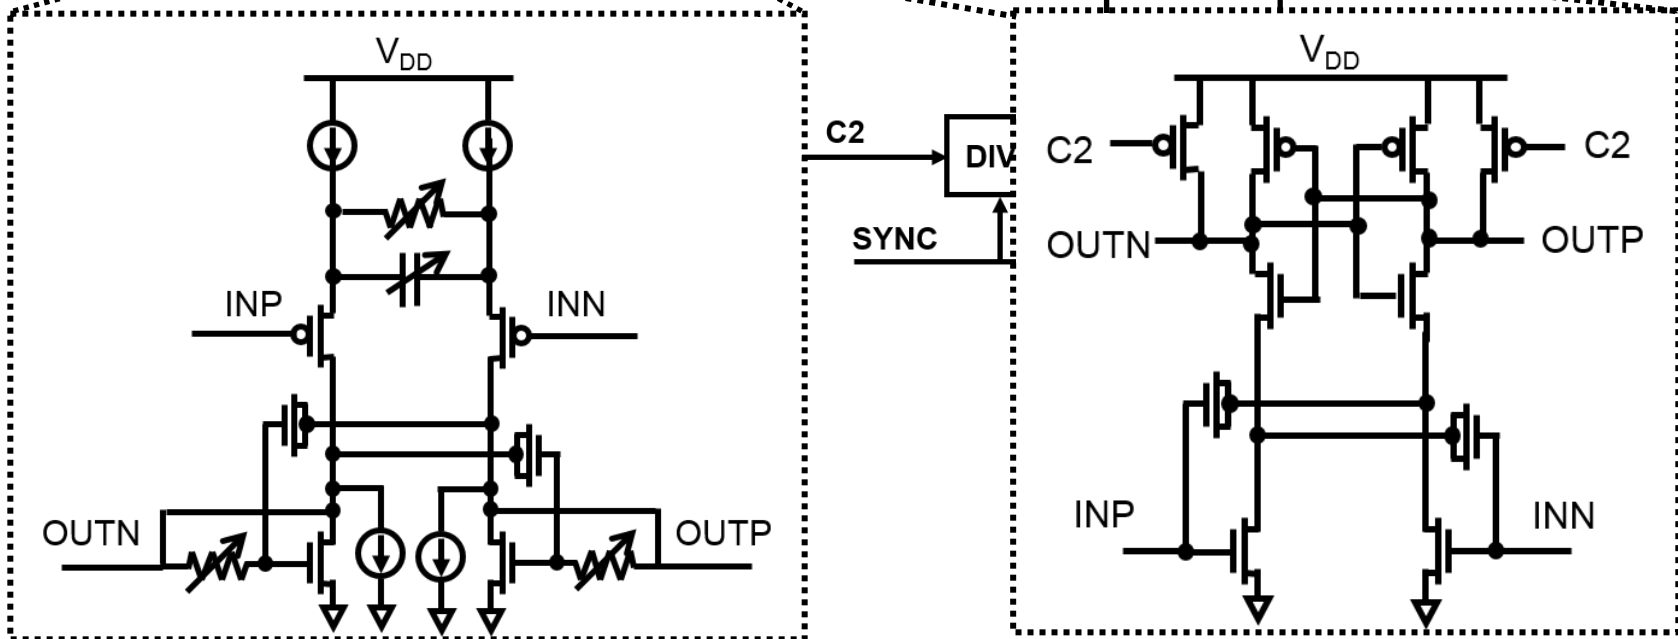 VDD
INP
INN
OUTN
OUTP
C2
DIV
SYNC
VDD
C2
C2
OUTN
OUTP
INP
INN